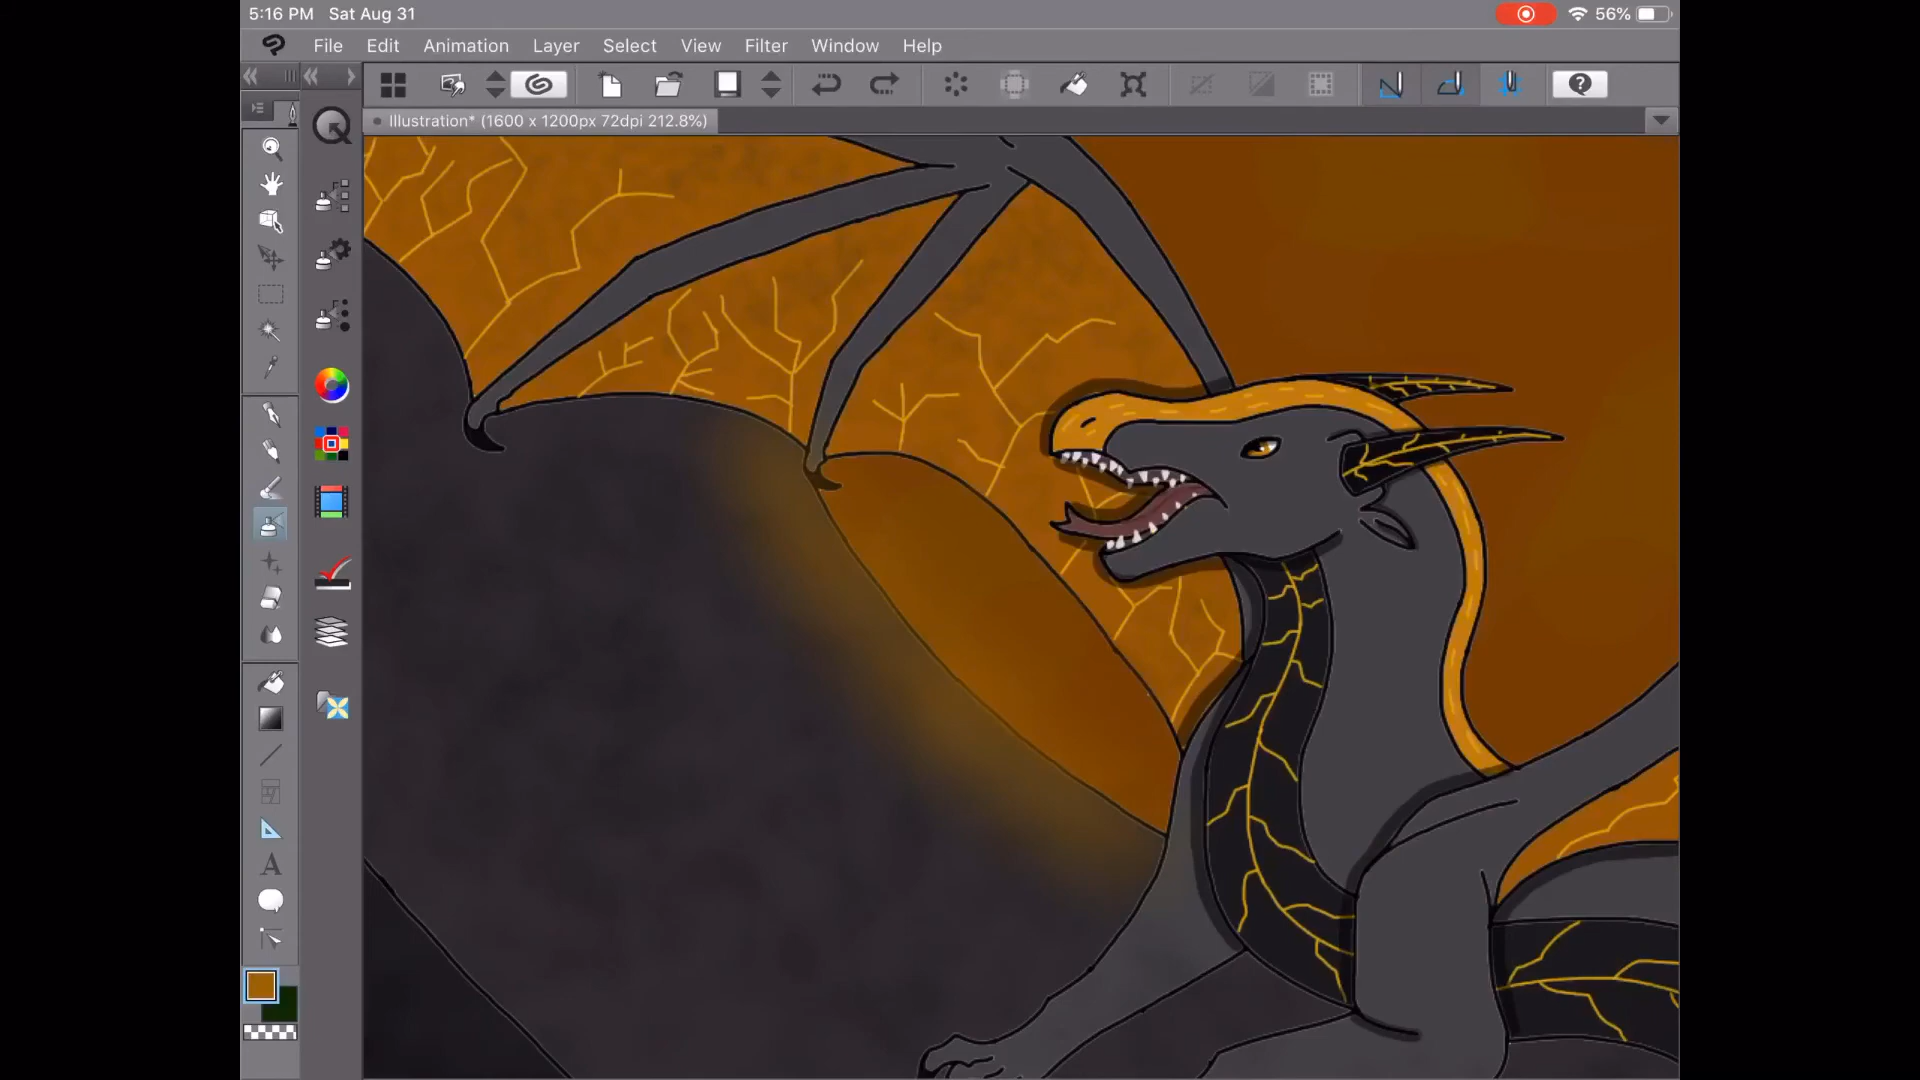 5:16 PM Sat Aug 31
56%
File Edit Animation Layer Select View Filter Window Help
Illustration* (1600 x 1200px 72dpi 212.8%)